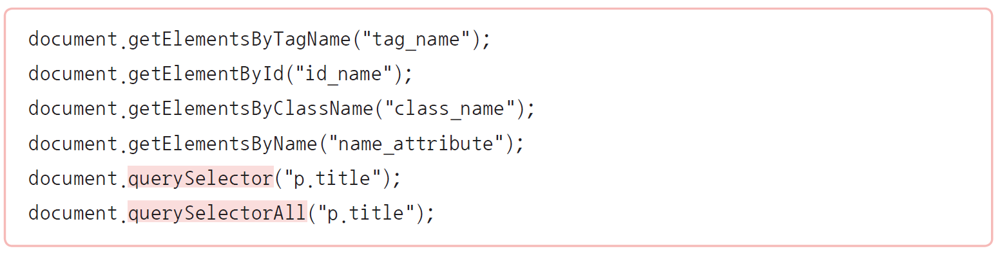 document.getElementsByTagName("tag_name");
document.getElementById("id_name");
document.getElementsByClassName("class_name");
document.getElementsByName("name_attribute");
document.querySelector("p.title");
document.querySelectorAll("p.title");